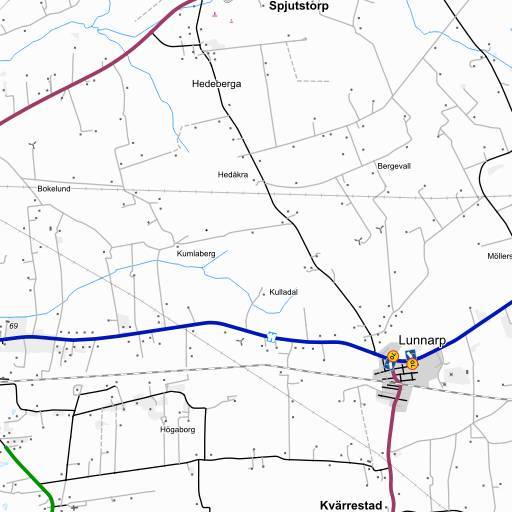 Spjutstorp
Hedeberga
Hedåkra
Bergevall
Bokelund
Kumlaberg
Möllers
Kulladal
69
Lunnarp
Högaborg
Kvärrestad